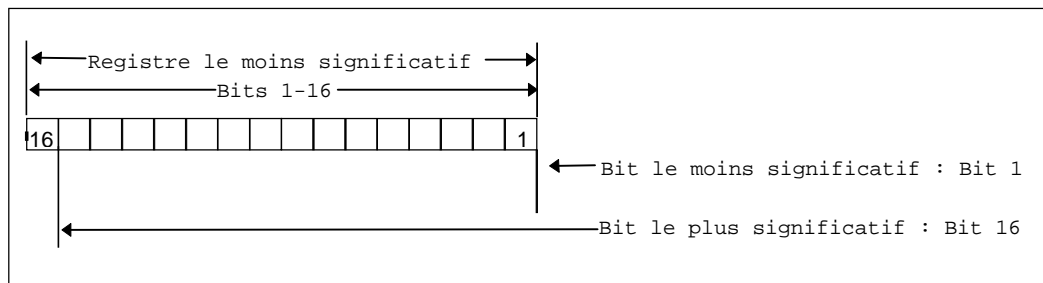 Registre le moins significatif
Bits 1-16
16 1
Bit le moins significatif : Bit 1
Bit le plus significatif : Bit 16